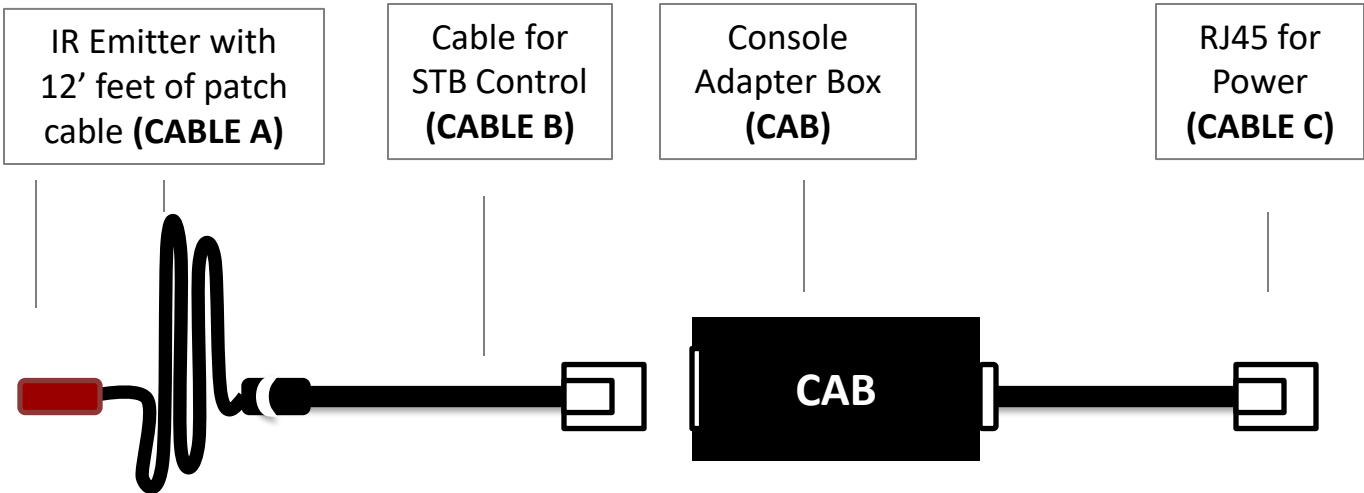 IR Emitter with
12’ feet of patch
cable (CABLE A)
Cable for
STB Control
(CABLE B)
Console
Adapter Box
(CAB)
RJ45 for
Power
(CABLE C)
CAB